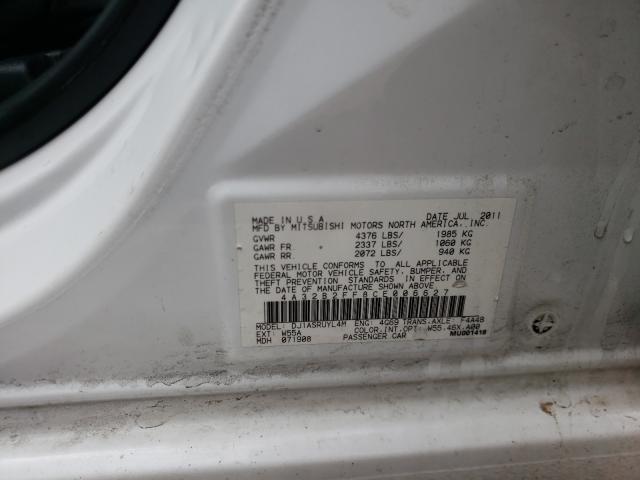 MADE IN U.S.A DATE JUL. 2011
MFD BY MITSUBISHI MOTORS NORTH AMERICA, INC.
GVWR 4376 LBS/ 1985 KG
GAWR FR 2337 LBS/ 1060 KG
GAWR RR 2072 LBS/ 940 KG
THIS VEHICLE CONFORMS TO ALL APPLICABLE
FEDERAL MOTOR VEHICLE SAFETY, BUMPER, AND
THEFT PREVENTION STANDARDS IN EFFECT ON
THE DATE OF MANUFACTURE SHOWN ABOVE
4A32B2FF8CE006627
MODEL: DJ1ASRUYL4M ENG: 4G69 TRANS.AXLE: F4A4B
EXT: W55A COLOR.INT.OPT: W55.46X.A00
MDH 071908 PASSENGER CAR MU001418